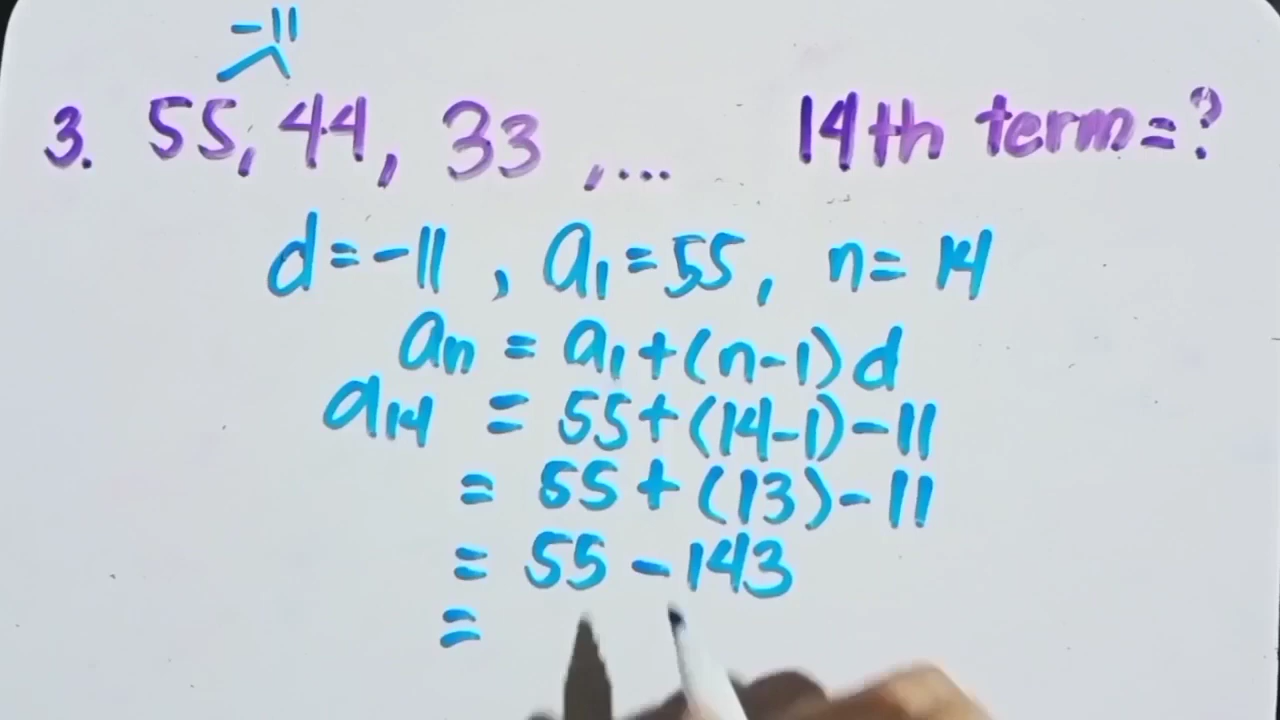 -11
3. 55, 44, 33 ,... 14th term=?
d=-11 , a₁=55, n=14
aₙ = a₁+(n-1)d
a₁₄ = 55+(14-1)-11
= 55+(13)-11
= 55-143
=